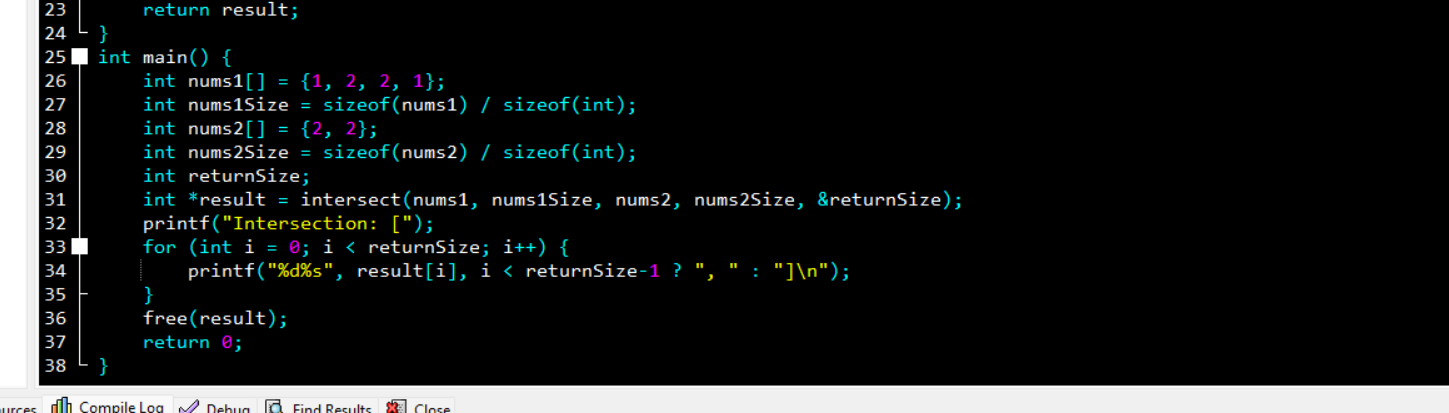 23 return result;
24 }
25 int main() {
26 int nums1[] = {1, 2, 2, 1};
27 int nums1Size = sizeof(nums1) / sizeof(int);
28 int nums2[] = {2, 2};
29 int nums2Size = sizeof(nums2) / sizeof(int);
30 int returnSize;
31 int *result = intersect(nums1, nums1Size, nums2, nums2Size, &returnSize);
32 printf("Intersection: [");
33 for (int i = 0; i < returnSize; i++) {
34 printf("%d%s", result[i], i < returnSize-1 ? ", " : "]\n");
35 }
36 free(result);
37 return 0;
38 }
Compile Log Debug Find Results Close